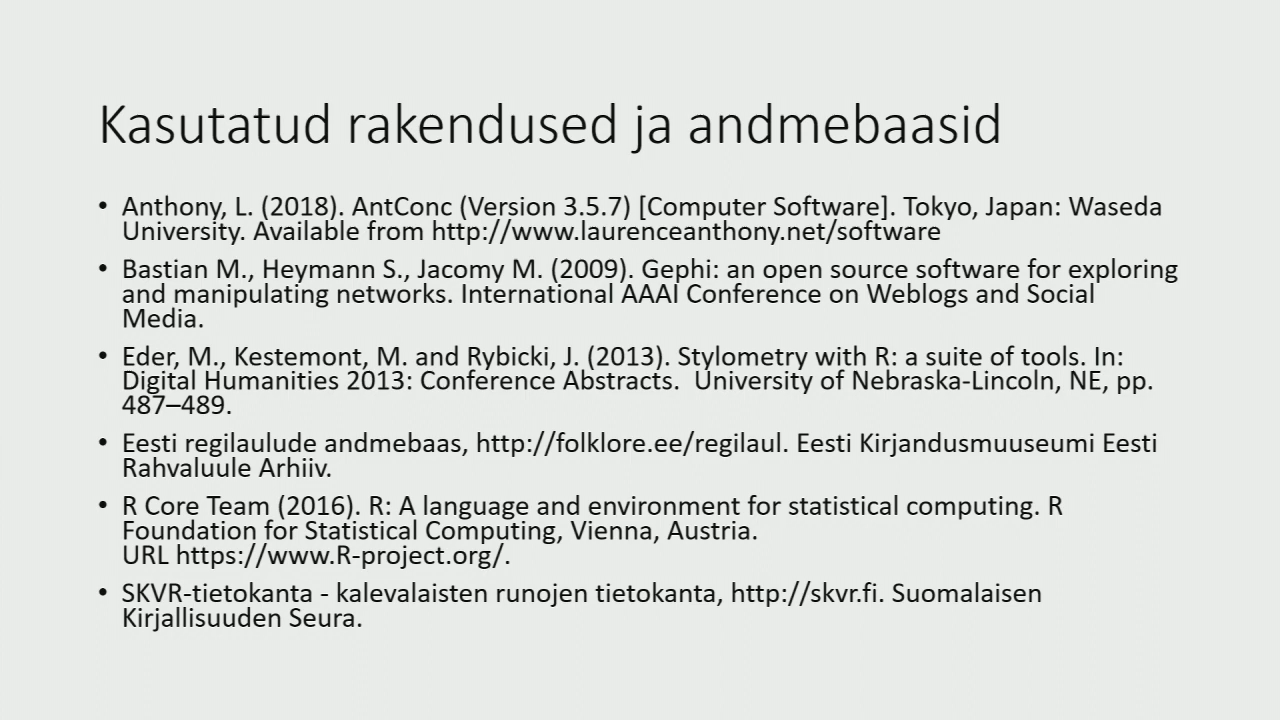 Kasutatud rakendused ja andmebaasid
• Anthony, L. (2018). AntConc (Version 3.5.7) [Computer Software]. Tokyo, Japan: Waseda
University. Available from http://www.laurenceanthony.net/software
• Bastian M., Heymann S., Jacomy M. (2009). Gephi: an open source software for exploring
and manipulating networks. International AAAI Conference on Weblogs and Social
Media.
• Eder, M., Kestemont, M. and Rybicki, J. (2013). Stylometry with R: a suite of tools. In:
Digital Humanities 2013: Conference Abstracts.  University of Nebraska-Lincoln, NE, pp.
487–489.
• Eesti regilaulude andmebaas, http://folklore.ee/regilaul. Eesti Kirjandusmuuseumi Eesti
Rahvaluule Arhiiv.
• R Core Team (2016). R: A language and environment for statistical computing. R
Foundation for Statistical Computing, Vienna, Austria.
URL https://www.R-project.org/.
• SKVR-tietokanta - kalevalaisten runojen tietokanta, http://skvr.fi. Suomalaisen
Kirjallisuuden Seura.